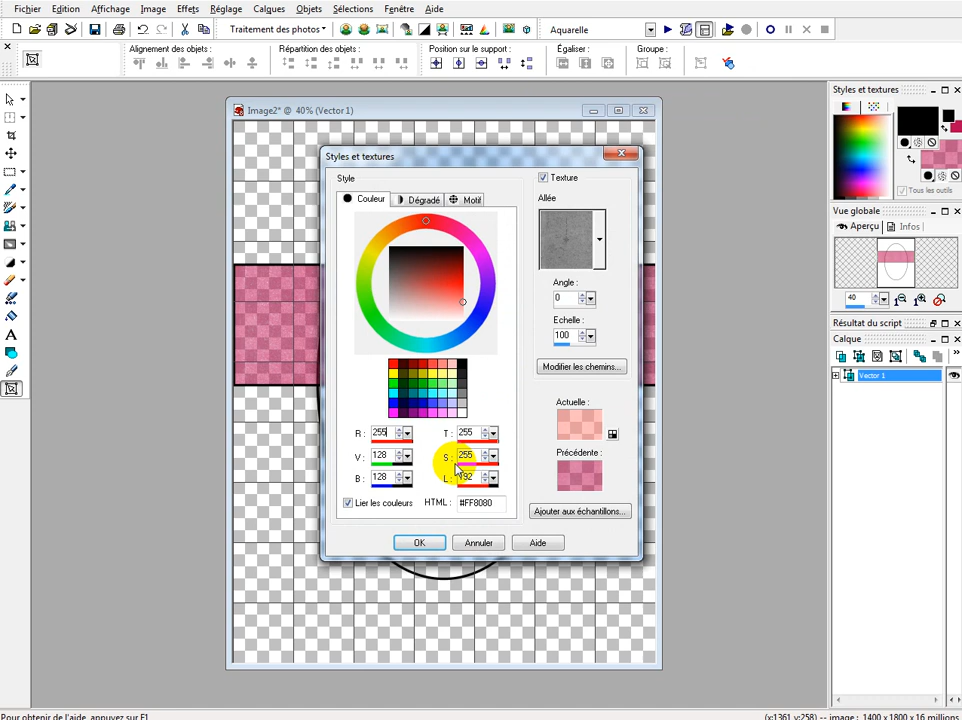 Fichier Edition Affichage Image Effets Réglage Calques Objets Sélections Fenêtre Aide
Traitement des photos Aquarelle
Alignement des objets : Répartition des objets : Position sur le support : Égaliser : Groupe :
Styles et textures
Image2* @ 40% (Vector 1)
Styles et textures
Style
Couleur Dégradé Motif
Texture
Allée
Angle :
0
Echelle :
100
Modifier les chemins...
Actuelle :
Précédente :
Ajouter aux échantillons...
R : 255 T : 255
V : 128 S : 255
B : 128 L : 192
Lier les couleurs HTML : #FF8080
OK Annuler Aide
Tous les outils
Vue globale
Aperçu Infos
40
Résultat du script
Calque
Vector 1
Pour obtenir de l'aide, appuyez sur F1 (x:1361 y:258) -- image : 1400 x 1800 x 16 millions